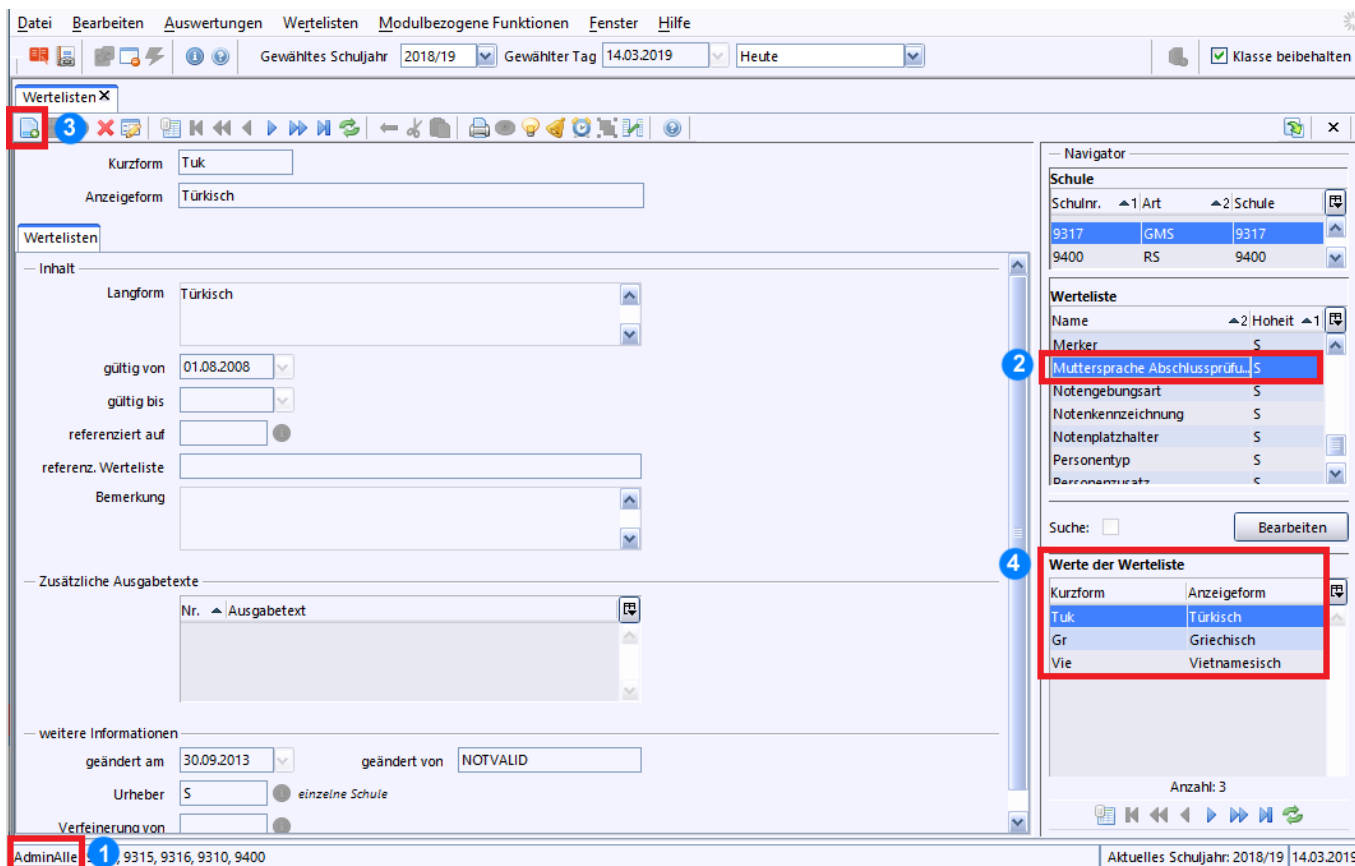 Datei Bearbeiten Auswertungen Wertelisten Modulbezogene Funktionen Fenster Hilfe
Gewähltes Schuljahr 2018/19 Gewählter Tag 14.03.2019 Heute Klasse beibehalten
Wertelisten
3
Kurzform Tuk
Anzeigeform Türkisch
Wertelisten
Inhalt
Langform Türkisch
gültig von 01.08.2008
gültig bis
referenziert auf
referenz. Werteliste
Bemerkung
Zusätzliche Ausgabetexte
Nr. Ausgabetext
weitere Informationen
geändert am 30.09.2013 geändert von NOTVALID
Urheber S einzelne Schule
Verfeinerung von
Navigator
Schule
Schulnr. 1 Art 2 Schule
9317 GMS 9317
9400 RS 9400
Werteliste
Name 2 Hoheit 1
Merker S
2 Muttersprache Abschlussprüfu... S
Notengebungsart S
Notenkennzeichnung S
Notenplatzhalter S
Personentyp S
Personenzusatz S
Suche: Bearbeiten
4 Werte der Werteliste
Kurzform Anzeigeform
Tuk Türkisch
Gr Griechisch
Vie Vietnamesisch
Anzahl: 3
AdminAlle 1 , 9315, 9316, 9310, 9400 Aktuelles Schuljahr: 2018/19 14.03.2019